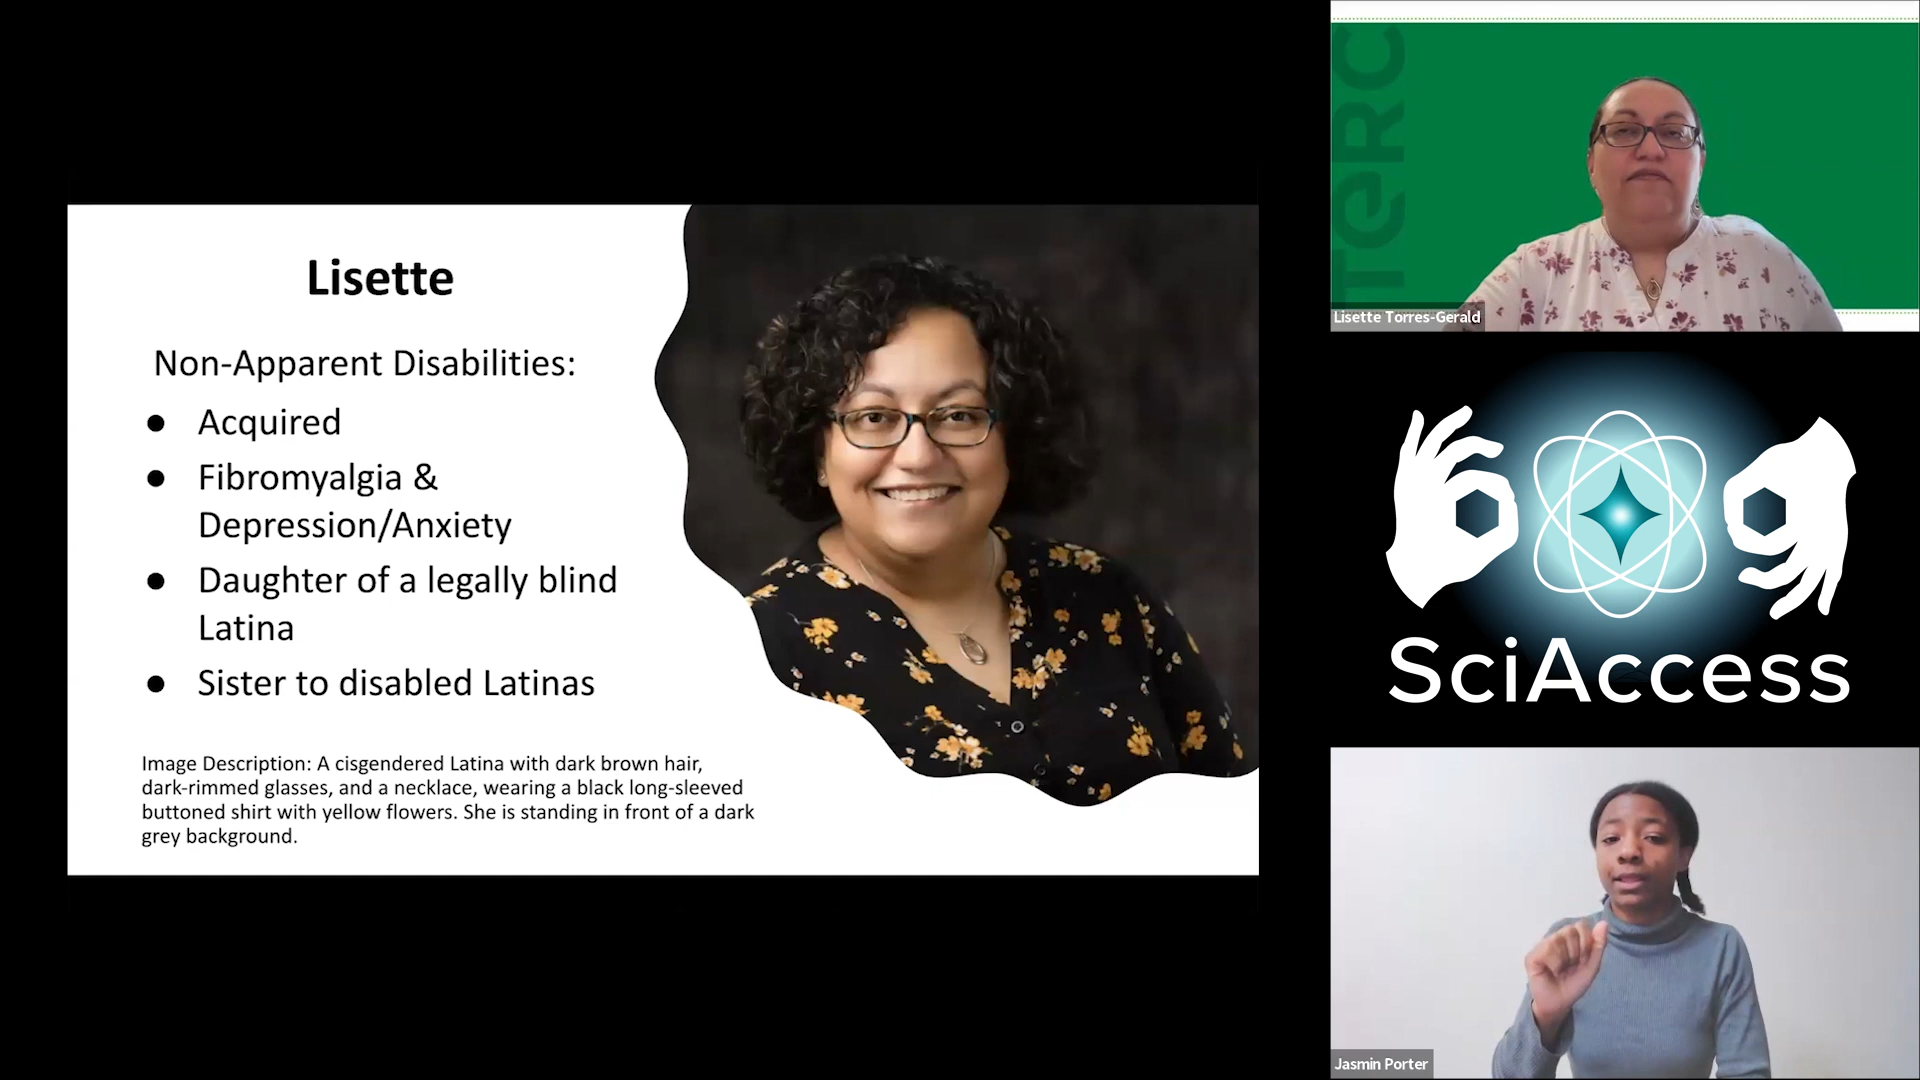 Lisette
Non-Apparent Disabilities:
● Acquired
● Fibromyalgia &
Depression/Anxiety
● Daughter of a legally blind
Latina
● Sister to disabled Latinas
Image Description: A cisgendered Latina with dark brown hair,
dark-rimmed glasses, and a necklace, wearing a black long-sleeved
buttoned shirt with yellow flowers. She is standing in front of a dark
grey background.
TeRC
Lisette Torres-Gerald
SciAccess
Jasmin Porter